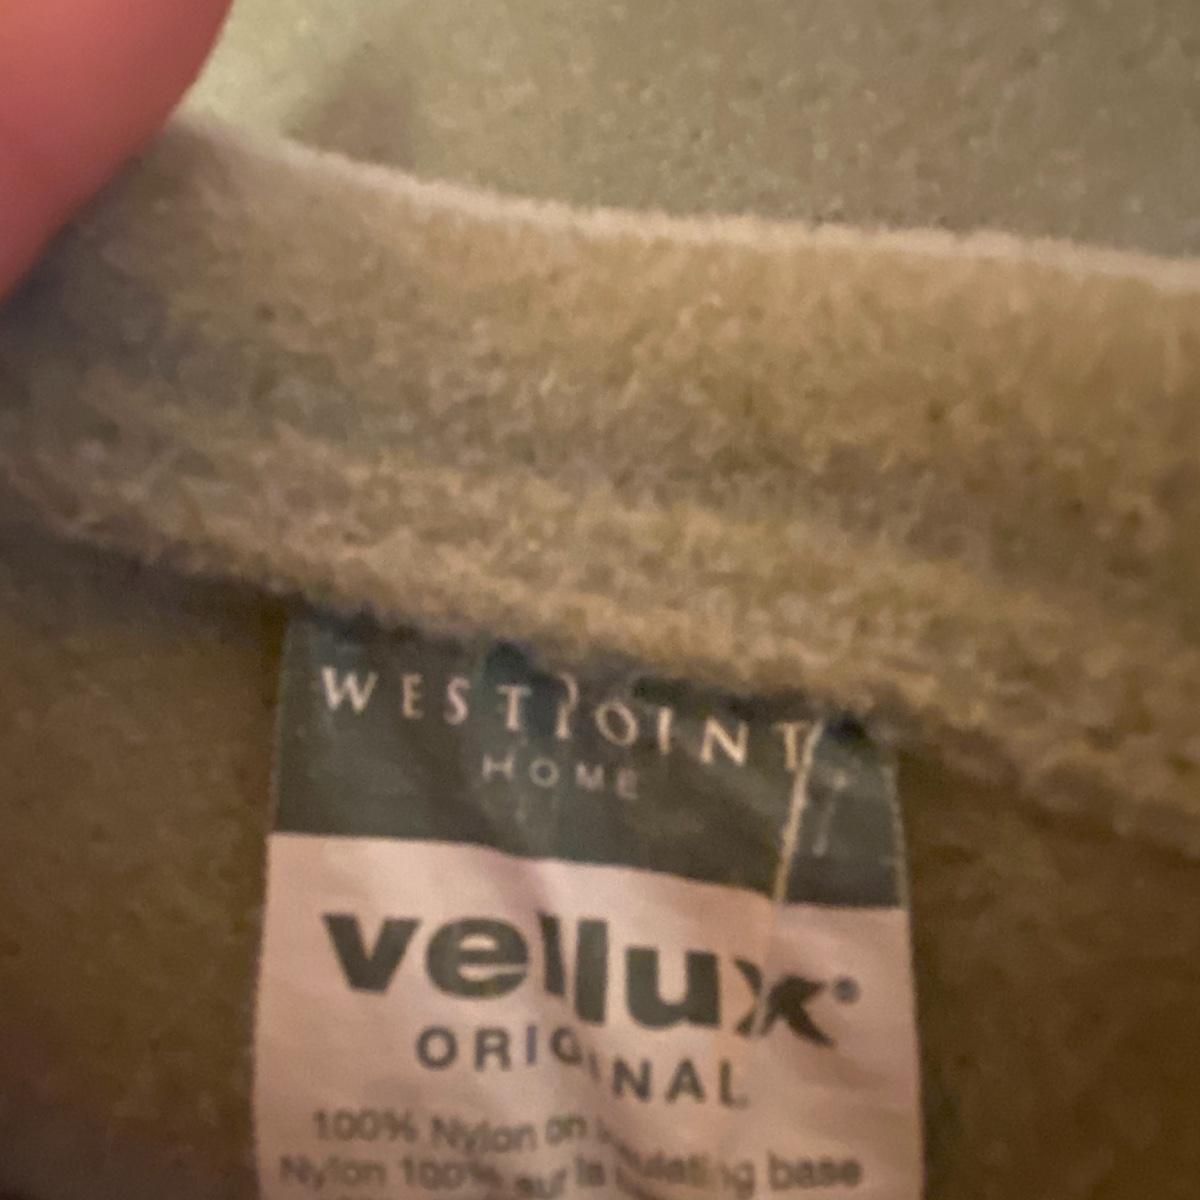 WESTPOINT
HOME
vellux®
ORIGINAL
100% Nylon on
Nylon 100% sur la base